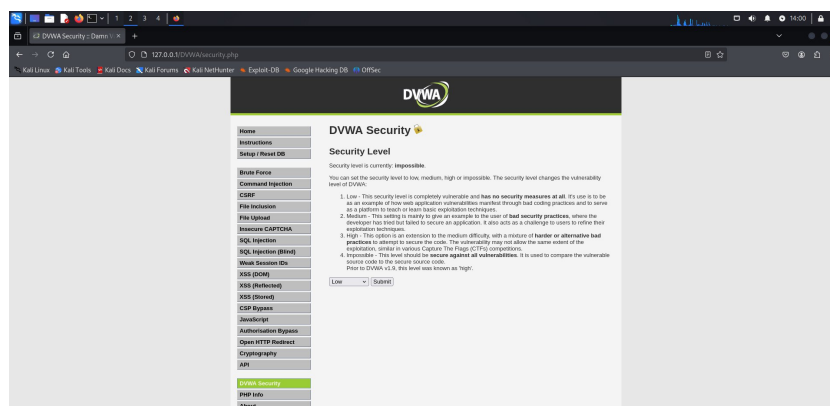 1 2 3 4
14:00
DVWA Security :: Damn V
127.0.0.1/DVWA/security.php
Kali Linux Kali Tools Kali Docs Kali Forums Kali NetHunter Exploit-DB Google Hacking DB OffSec
DVWA
Home
Instructions
Setup / Reset DB
Brute Force
Command Injection
CSRF
File Inclusion
File Upload
Insecure CAPTCHA
SQL Injection
SQL Injection (Blind)
Weak Session IDs
XSS (DOM)
XSS (Reflected)
XSS (Stored)
CSP Bypass
JavaScript
Authorisation Bypass
Open HTTP Redirect
Cryptography
API
DVWA Security
PHP Info
About
DVWA Security
Security Level
Security level is currently: impossible.
You can set the security level to low, medium, high or impossible. The security level changes the vulnerability
level of DVWA:
1. Low - This security level is completely vulnerable and has no security measures at all. It's use is to be
as an example of how web application vulnerabilities manifest through bad coding practices and to serve
as a platform to teach or learn basic exploitation techniques.
2. Medium - This setting is mainly to give an example to the user of bad security practices, where the
developer has tried but failed to secure an application. It also acts as a challenge to users to refine their
exploitation techniques.
3. High - This option is an extension to the medium difficulty, with a mixture of harder or alternative bad
practices to attempt to secure the code. The vulnerability may not allow the same extent of the
exploitation, similar in various Capture The Flags (CTFs) competitions.
4. Impossible - This level should be secure against all vulnerabilities. It is used to compare the vulnerable
source code to the secure source code.
Prior to DVWA v1.9, this level was known as 'high'.
Low Submit